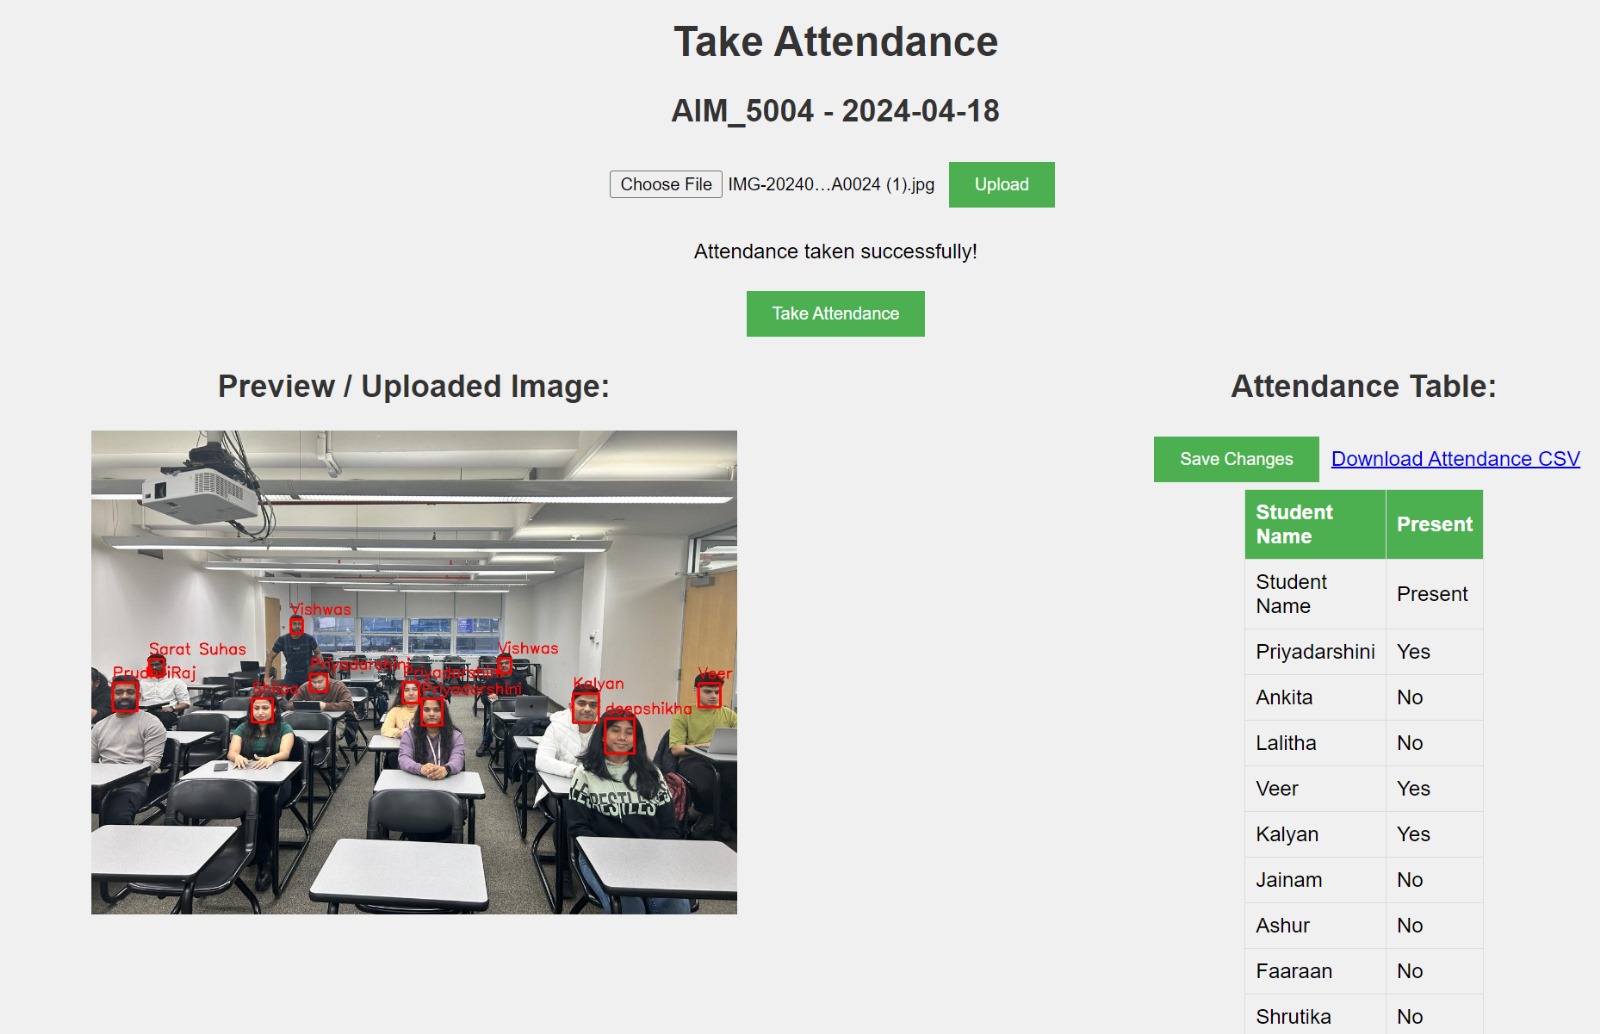 Take Attendance
AIM_5004 - 2024-04-18
Choose File IMG-20240…A0024 (1).jpg Upload
Attendance taken successfully!
Take Attendance
Preview / Uploaded Image:
Vishwas
Sarat Suhas
Vishwas
PrudhviRaj
Priyadarshini
Priyadarshini
Veer
Priyadarshini
Kalyan
deepshikha
RESTLES
Attendance Table:
Save Changes Download Attendance CSV
Student Name Present
Student Name Present
Priyadarshini Yes
Ankita No
Lalitha No
Veer Yes
Kalyan Yes
Jainam No
Ashur No
Faaraan No
Shrutika No